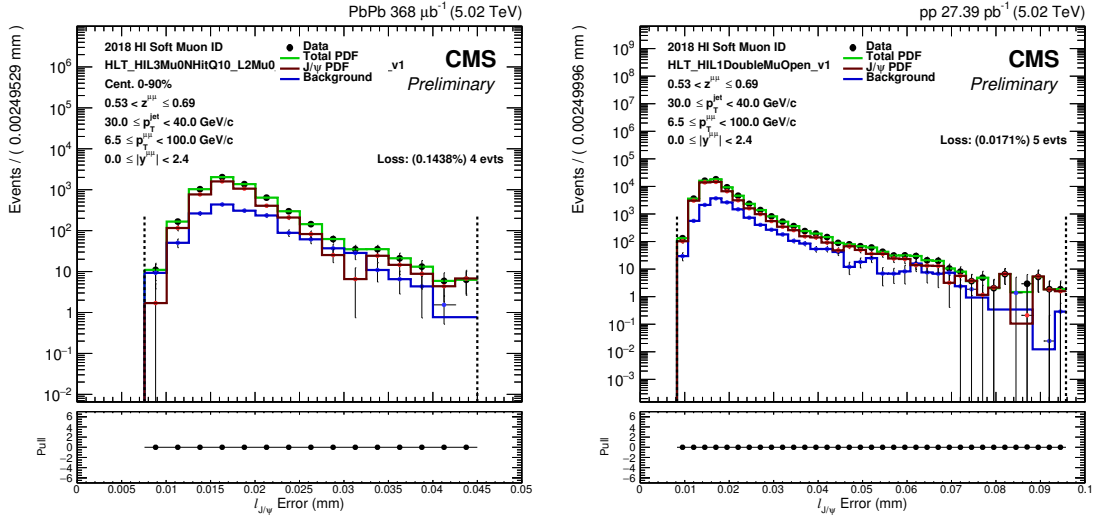 PbPb 368 μb⁻¹ (5.02 TeV)
Events / ( 0.00249529 mm )
10⁹
10⁸
10⁷
10⁶
10⁵
10⁴
10³
10²
10
1
10⁻¹
10⁻²
2018 HI Soft Muon ID
HLT_HIL3Mu0NHitQ10_L2Mu0_ _v1
Cent. 0-90%
0.53 < z^μμ ≤ 0.69
30.0 ≤ p_T^jet < 40.0 GeV/c
6.5 ≤ p_T^μμ < 100.0 GeV/c
0.0 ≤ |y^μμ| < 2.4
Data
Total PDF
J/ψ PDF
Background
CMS
Preliminary
Loss: (0.1438%) 4 evts
Pull
6
4
2
0
−2
−4
−6
0 0.005 0.01 0.015 0.02 0.025 0.03 0.035 0.04 0.045 0.05
l_J/ψ Error (mm)
pp 27.39 pb⁻¹ (5.02 TeV)
Events / ( 0.00249996 mm )
10⁹
10⁸
10⁷
10⁶
10⁵
10⁴
10³
10²
10
1
10⁻¹
10⁻²
10⁻³
2018 HI Soft Muon ID
HLT_HIL1DoubleMuOpen_v1
0.53 < z^μμ ≤ 0.69
30.0 ≤ p_T^jet < 40.0 GeV/c
6.5 ≤ p_T^μμ < 100.0 GeV/c
0.0 ≤ |y^μμ| < 2.4
Data
Total PDF
J/ψ PDF
Background
CMS
Preliminary
Loss: (0.0171%) 5 evts
Pull
6
4
2
0
−2
−4
−6
0 0.01 0.02 0.03 0.04 0.05 0.06 0.07 0.08 0.09 0.1
l_J/ψ Error (mm)